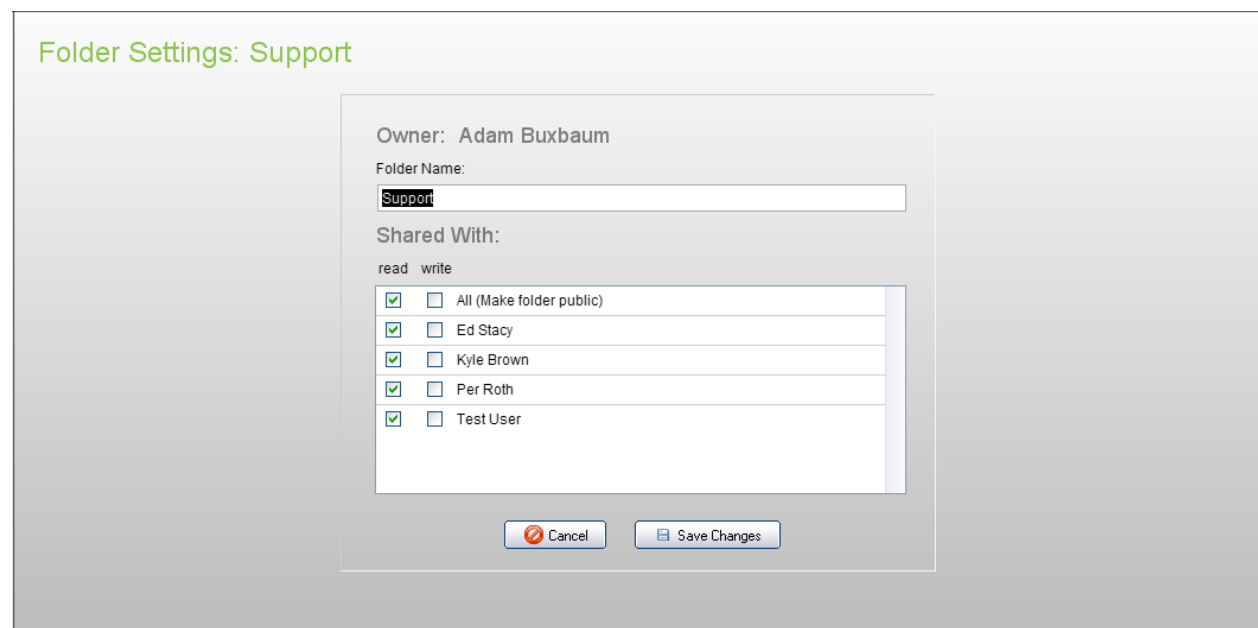 Folder Settings: Support
Owner: Adam Buxbaum
Folder Name:
Support
Shared With:
read write
All (Make folder public)
Ed Stacy
Kyle Brown
Per Roth
Test User
Cancel Save Changes